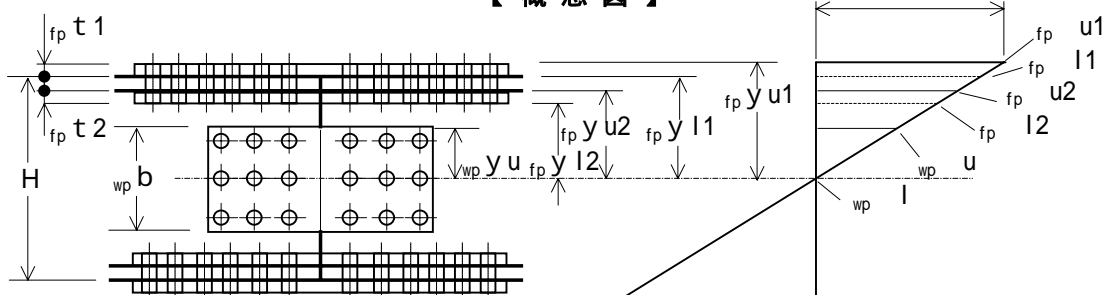 【 概 念 図 】
fp t 1
fp t 2
H
wp b
wp y u
fp y l2
fp y u2
fp y l1
fp y u1
fp u1
fp l1
fp u2
fp l2
wp u
wp l